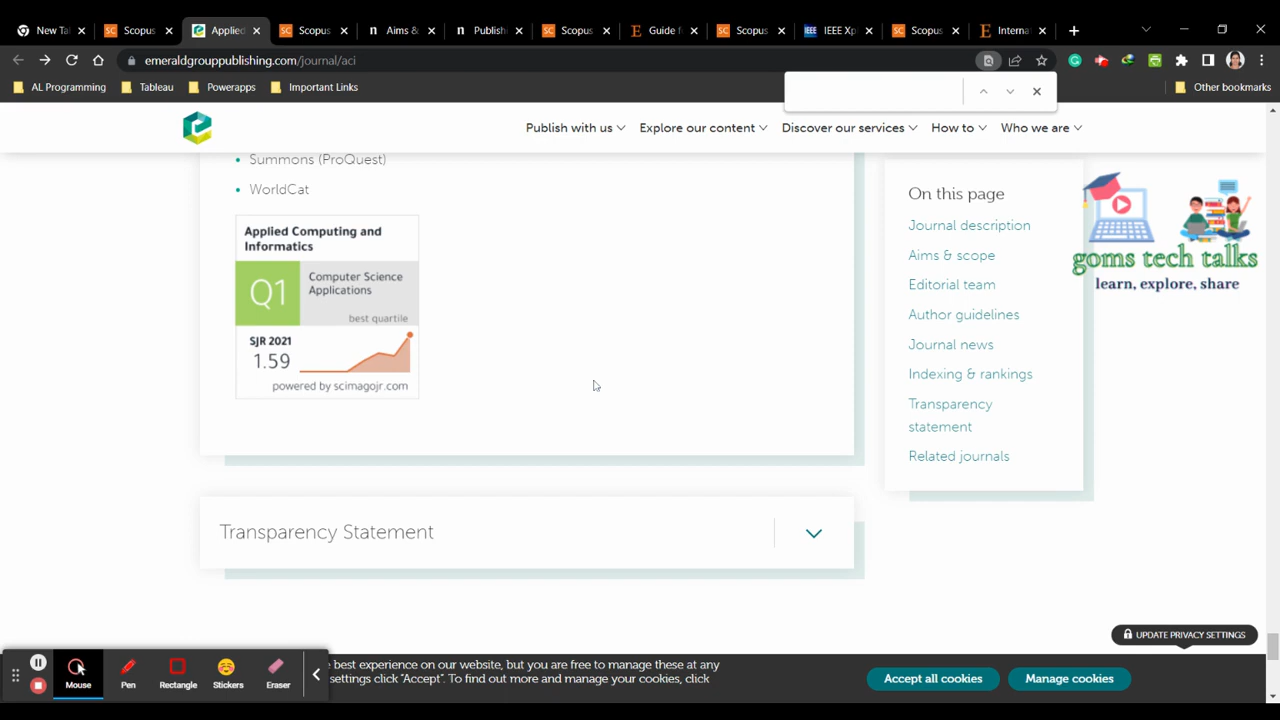 New Ta
Scopus
Applied
Scopus
Aims &
Publish
Scopus
Guide f
Scopus
IEEE
IEEE Xp
Scopus
Interna
emeraldgrouppublishing.com/journal/aci
AL Programming
Tableau
Powerapps
Important Links
Other bookmarks
Publish with us
Explore our content
Discover our services
How to
Who we are
Summons (ProQuest)
WorldCat
Applied Computing and
Informatics
Q1
Computer Science
Applications
best quartile
SJR 2021
1.59
powered by scimagojr.com
On this page
Journal description
Aims & scope
Editorial team
Author guidelines
Journal news
Indexing & rankings
Transparency
statement
Related journals
goms tech talks
learn, explore, share
Transparency Statement
UPDATE PRIVACY SETTINGS
e best experience on our website, but you are free to manage these at any
settings click "Accept". To find out more and manage your cookies, click
Accept all cookies
Manage cookies
Mouse
Pen
Rectangle
Stickers
Eraser